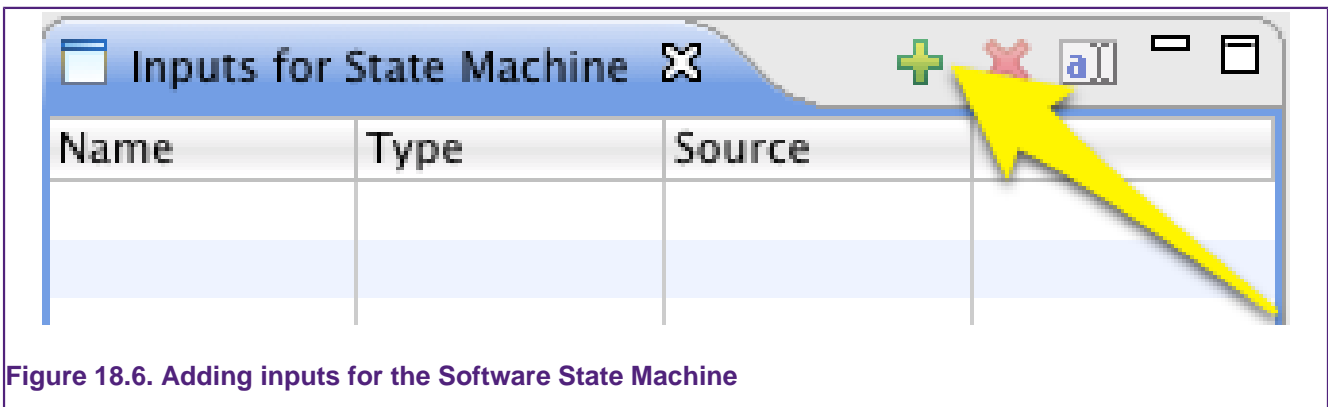 Inputs for State Machine
Name Type Source
Figure 18.6. Adding inputs for the Software State Machine